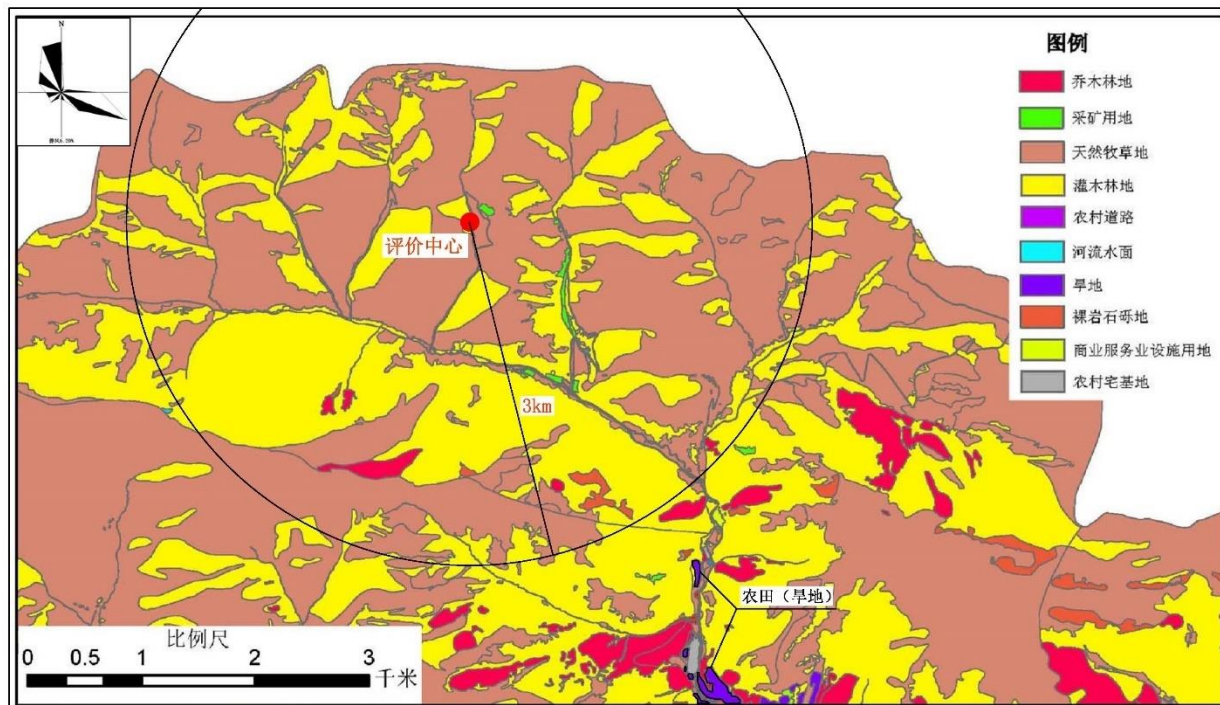 N
图例
乔木林地
采矿用地
天然牧草地
灌木林地
农村道路
河流水面
旱地
裸岩石砾地
商业服务业设施用地
农村宅基地
评价中心
3km
农田（旱地）
比例尺
0 0.5 1 2 3
千米